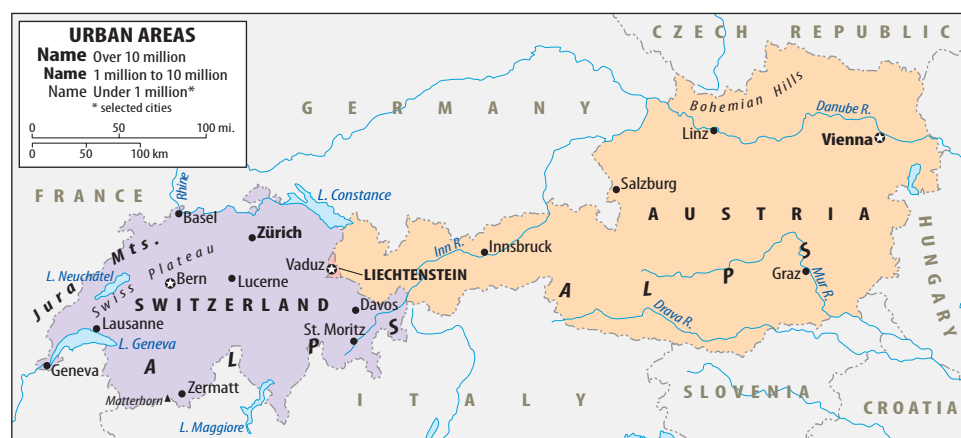 URBAN AREAS
Name Over 10 million
Name 1 million to 10 million
Name Under 1 million*
* selected cities
0 50 100 mi.
0 50 100 km
CZECH REPUBLIC
GERMANY
Bohemian Hills
Danube R.
Linz
Vienna
FRANCE
Rhine
L. Constance
Salzburg
Basel
AUSTRIA
Zürich
Jura Mts.
Inn R.
Innsbruck
HUNGARY
Swiss Plateau
Vaduz
LIECHTENSTEIN
L. Neuchâtel
Bern
Lucerne
Graz
ALPS
Mur R.
SWITZERLAND
Davos
Drava R.
Lausanne
St. Moritz
L. Geneva
ALPS
Geneva
Zermatt
Matterhorn
ITALY
SLOVENIA
CROATIA
L. Maggiore